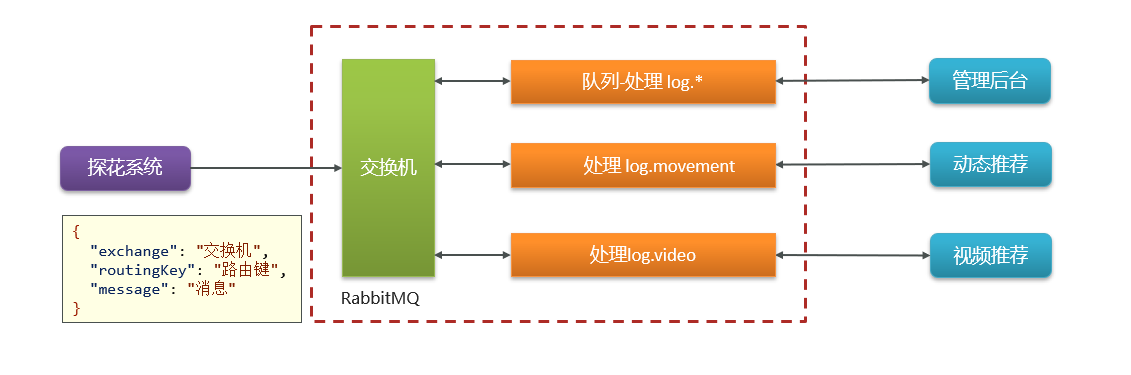 队列-处理 log.*
管理后台
探花系统
交换机
处理 log.movement
动态推荐
处理log.video
视频推荐
{
"exchange": "交换机",
"routingKey": "路由键",
"message": "消息"
}
RabbitMQ